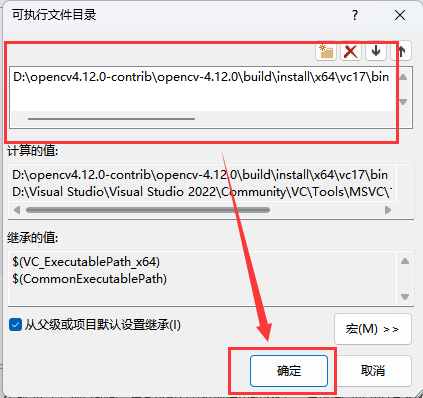 可执行文件目录
D:\opencv4.12.0-contrib\opencv-4.12.0\build\install\x64\vc17\bin
计算的值:
D:\opencv4.12.0-contrib\opencv-4.12.0\build\install\x64\vc17\bin
D:\Visual Studio\Visual Studio 2022\Community\VC\Tools\MSVC\
继承的值:
$(VC_ExecutablePath_x64)
$(CommonExecutablePath)
从父级或项目默认设置继承(I)
宏(M) >>
确定
取消